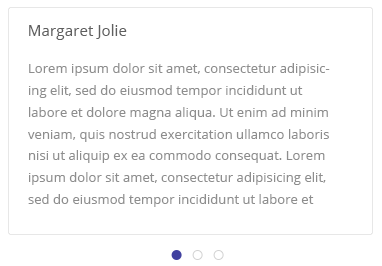 Margaret Jolie
Lorem ipsum dolor sit amet, consectetur adipisic-
ing elit, sed do eiusmod tempor incididunt ut
labore et dolore magna aliqua. Ut enim ad minim
veniam, quis nostrud exercitation ullamco laboris
nisi ut aliquip ex ea commodo consequat. Lorem
ipsum dolor sit amet, consectetur adipisicing elit,
sed do eiusmod tempor incididunt ut labore et